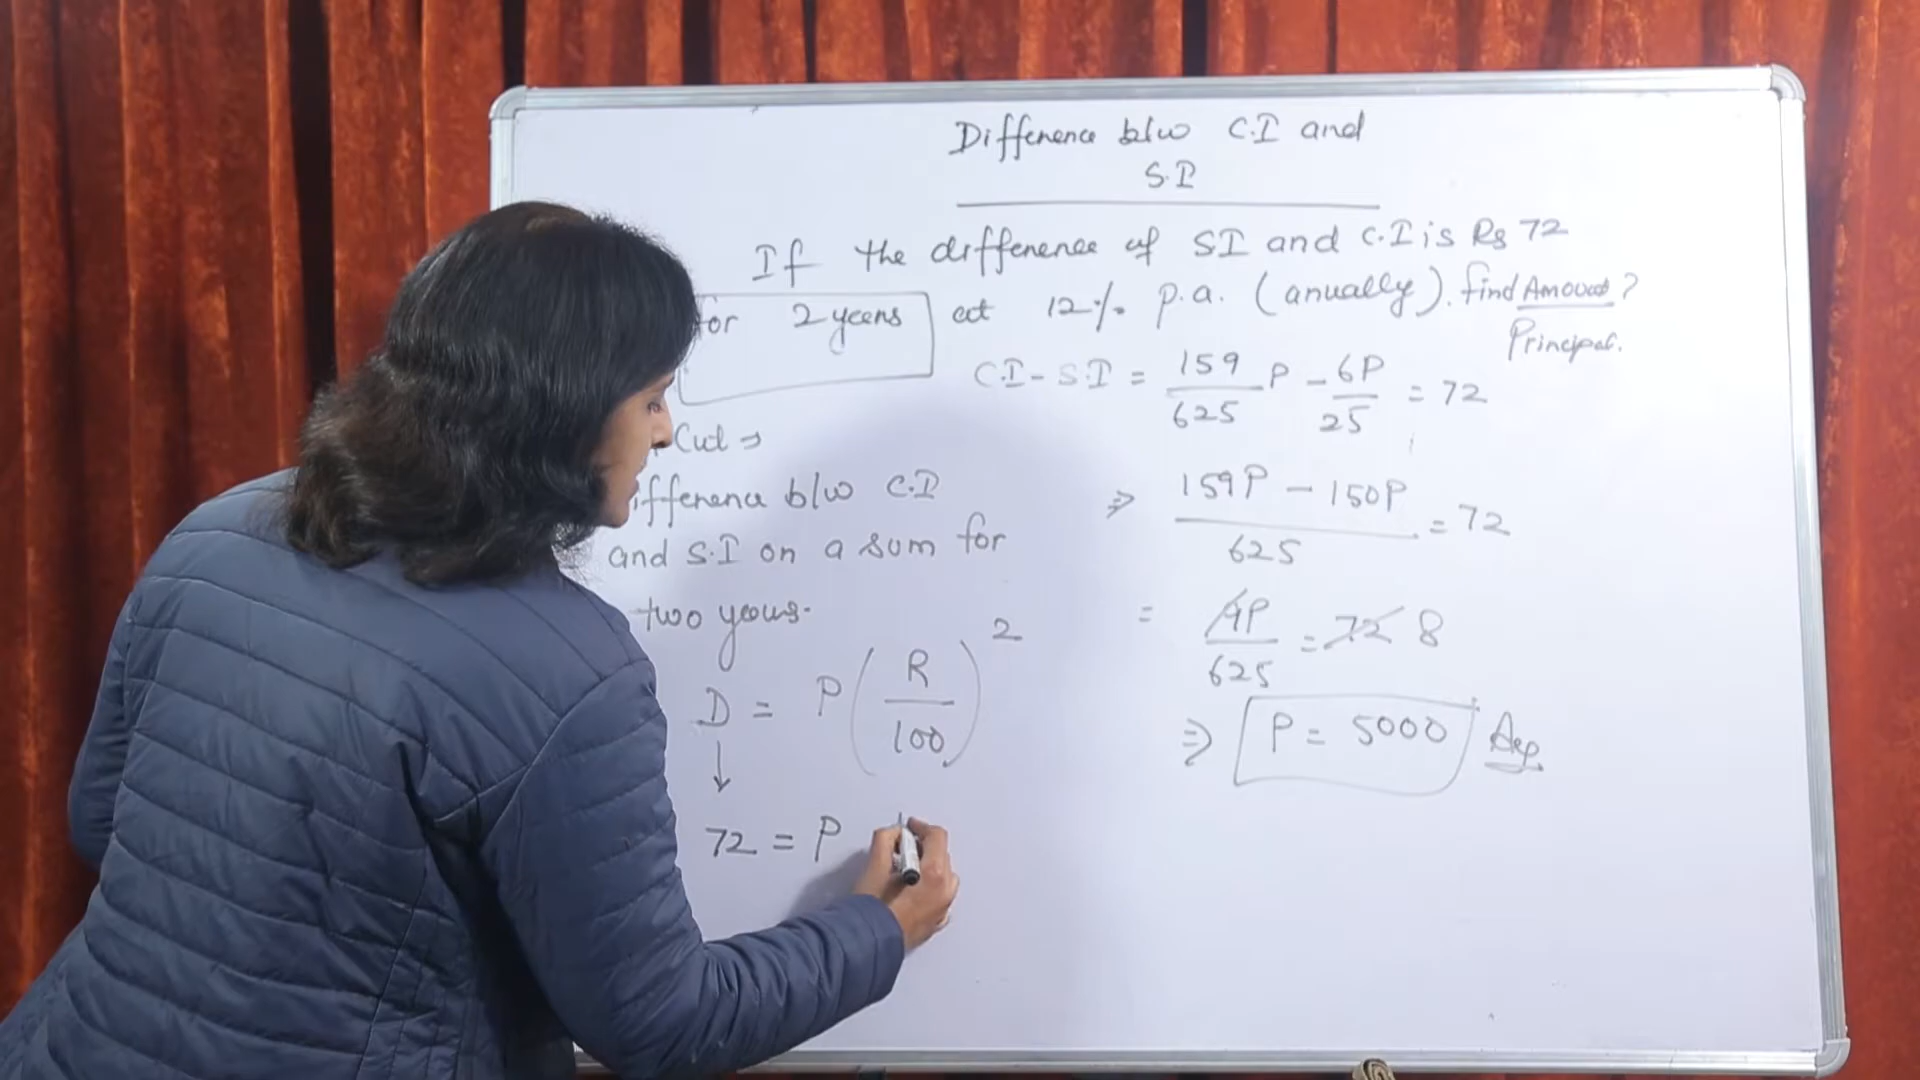 Difference b/w C.I and
S.I
If the difference of SI and C.I is Rs 72
for 2 years at 12% p.a. (anually). find Amount?
Principal.
C.I - S.I = 159/625 P - 6P/25 = 72
Cut ⇒
ifference b/w C.I
and S.I on a sum for
two years.
⇒ 159P - 150P / 625 = 72
= 9P/625 = 72 8
D = P(R/100)^2
⇒ P = 5000 Ans
↓
72 = P